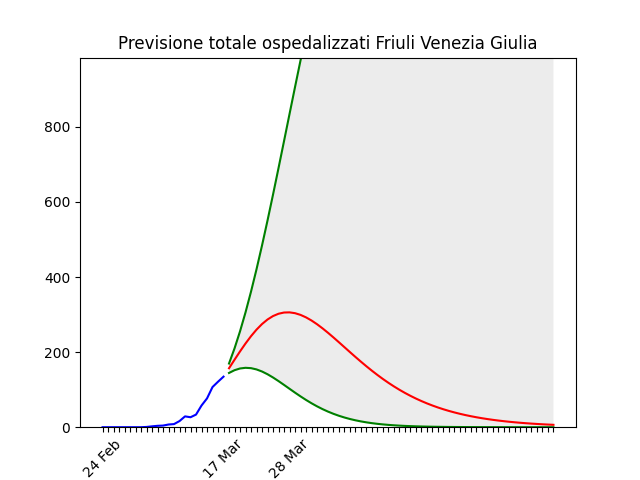 Previsione totale ospedalizzati Friuli Venezia Giulia
800
600
400
200
0
24 Feb
17 Mar
28 Mar